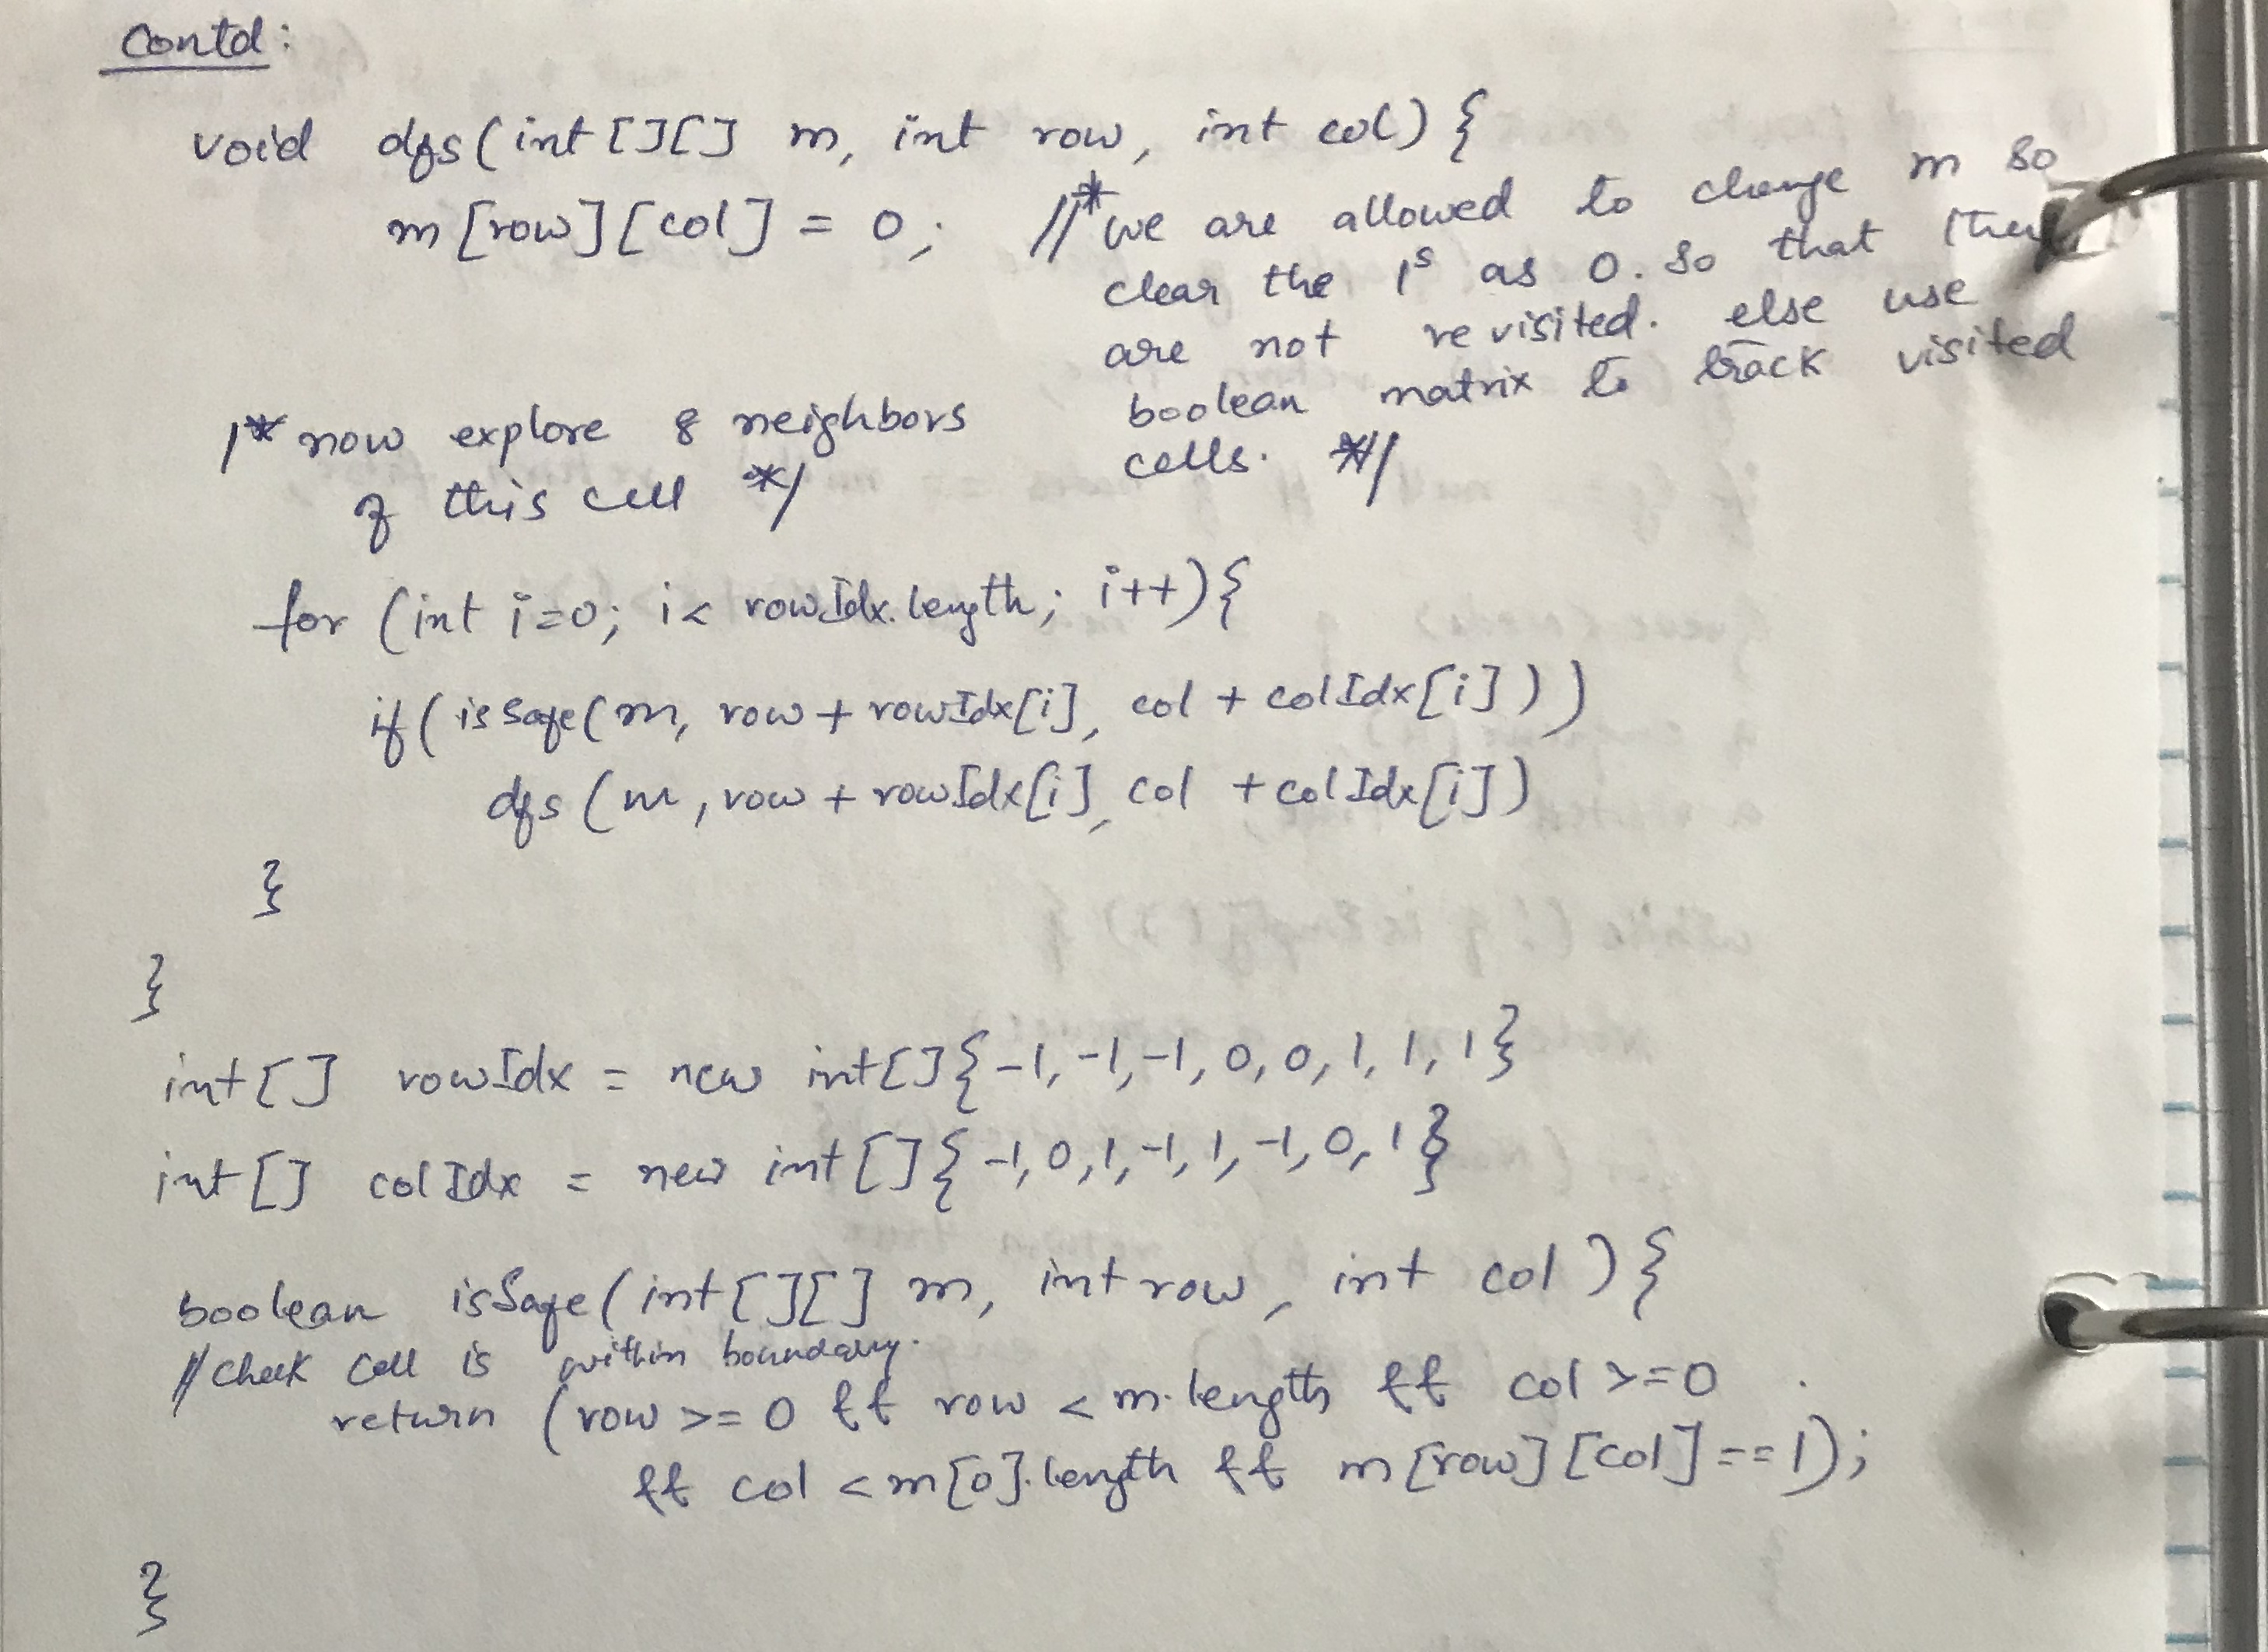 Contd:
void dfs(int[][] m, int row, int col) {
m[row][col] = 0; //* we are allowed to change m so
clear the 1s as 0. so that they
are not revisited. else use
boolean matrix to track visited
cells. *//
/* now explore 8 neighbors
of this cell */
for (int i=0; i< rowIdx.length; i++){
if(isSafe(m, row + rowIdx[i], col + colIdx[i]))
dfs(m, row + rowIdx[i], col + colIdx[i])
}
}
int[] rowIdx = new int[]{-1, -1, -1, 0, 0, 1, 1, 1}
int[] colIdx = new int[]{-1, 0, 1, -1, 1, -1, 0, 1}
boolean isSafe(int[][] m, int row, int col){
//check cell is within boundary.
return (row >= 0 && row < m.length && col >= 0
&& col < m[0].length && m[row][col] == 1);
}